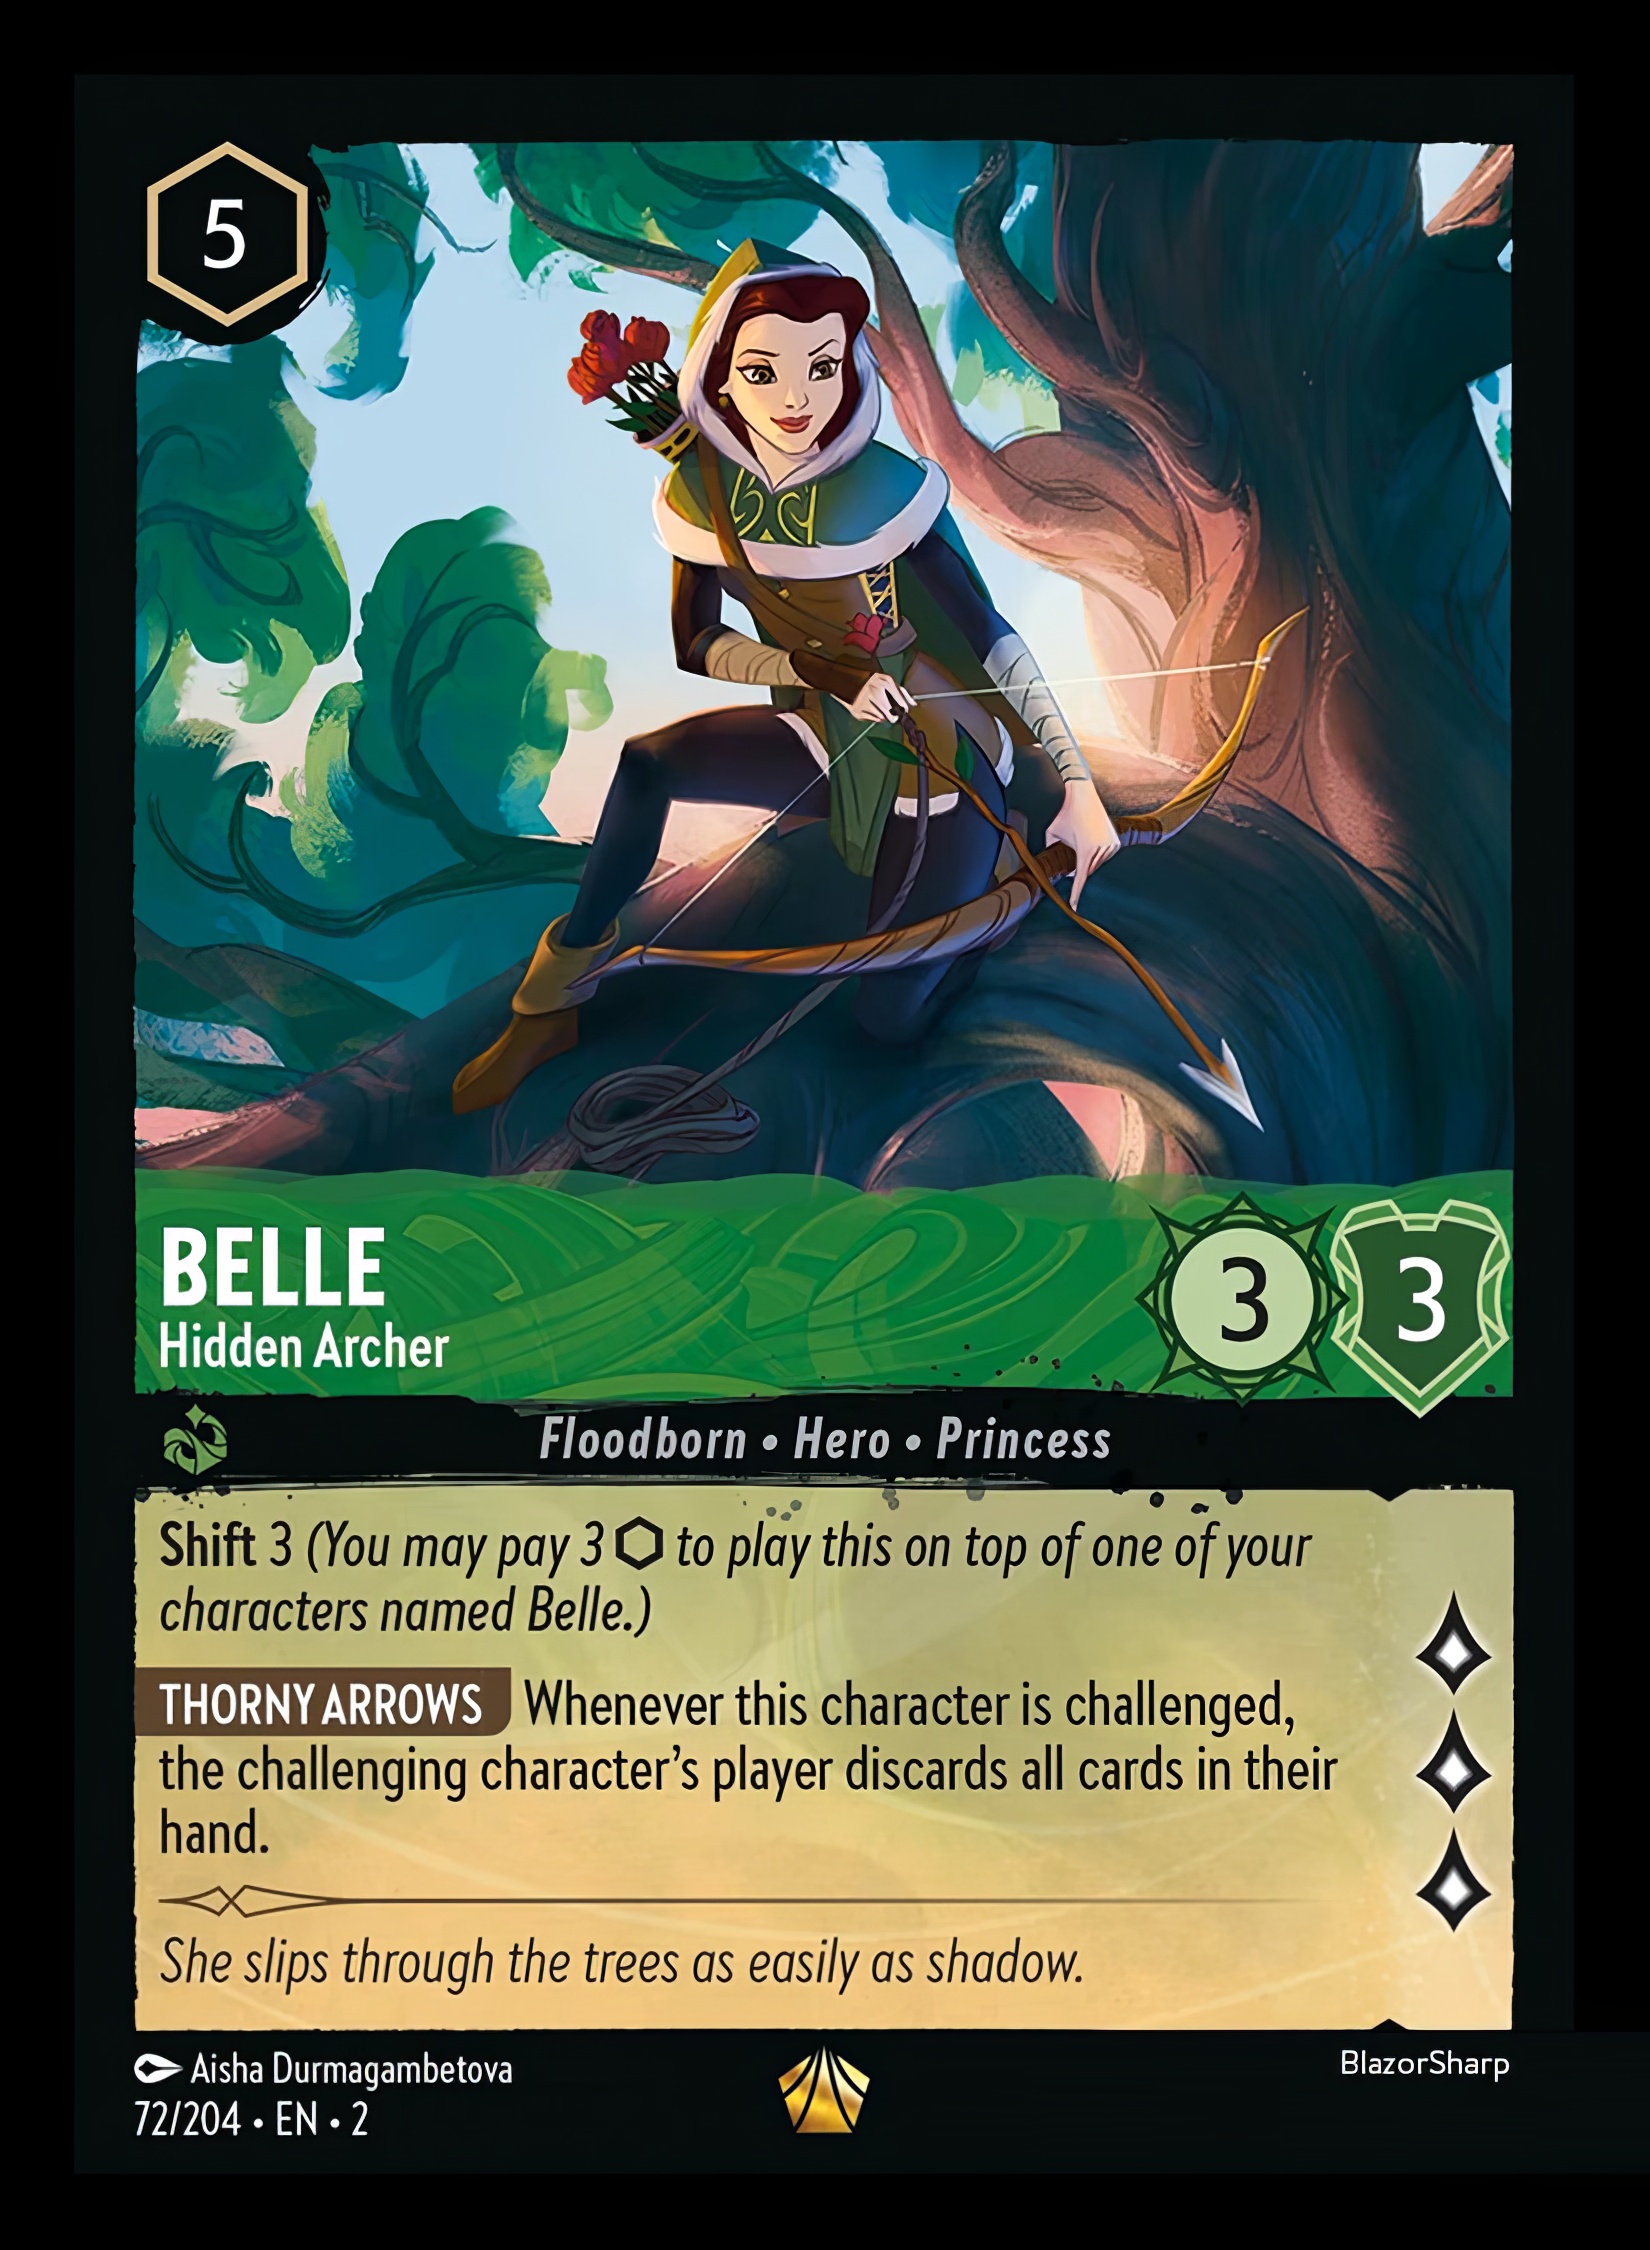 5
BELLE
Hidden Archer
3 3
Floodborn • Hero • Princess
Shift 3 (You may pay 3 ⬡ to play this on top of one of your
characters named Belle.)
THORNY ARROWS Whenever this character is challenged,
the challenging character's player discards all cards in their
hand.
She slips through the trees as easily as shadow.
Aisha Durmagambetova
BlazorSharp
72/204 • EN • 2